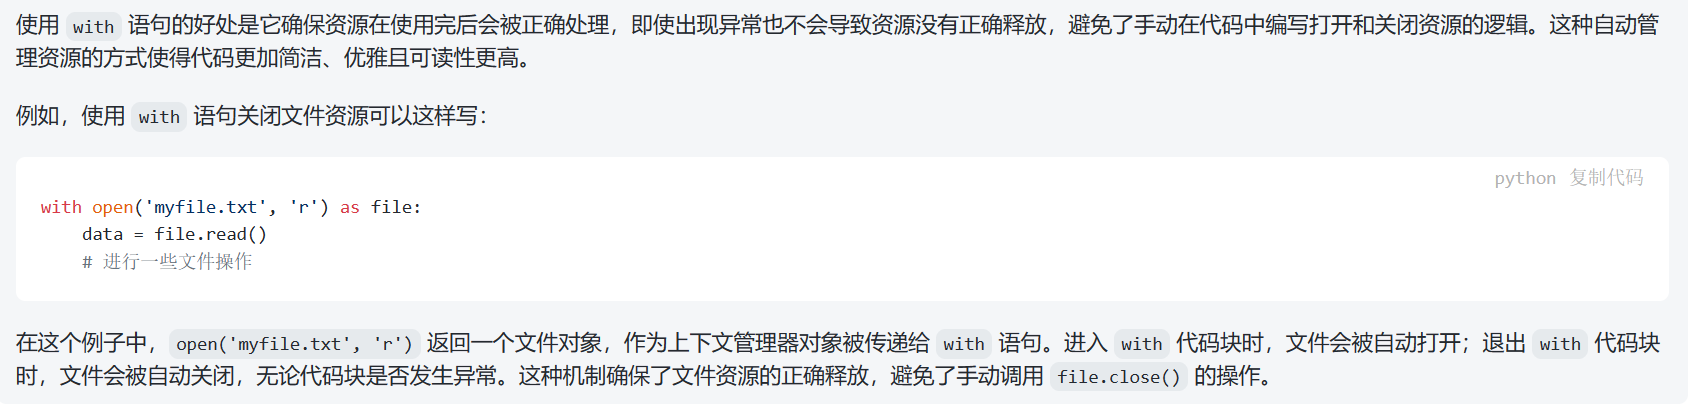 使用 with 语句的好处是它确保资源在使用完后会被正确处理，即使出现异常也不会导致资源没有正确释放，避免了手动在代码中编写打开和关闭资源的逻辑。这种自动管
理资源的方式使得代码更加简洁、优雅且可读性更高。
例如，使用 with 语句关闭文件资源可以这样写：
python 复制代码
with open('myfile.txt', 'r') as file:
    data = file.read()
    # 进行一些文件操作
在这个例子中，open('myfile.txt', 'r') 返回一个文件对象，作为上下文管理器对象被传递给 with 语句。进入 with 代码块时，文件会被自动打开；退出 with 代码块
时，文件会被自动关闭，无论代码块是否发生异常。这种机制确保了文件资源的正确释放，避免了手动调用 file.close() 的操作。